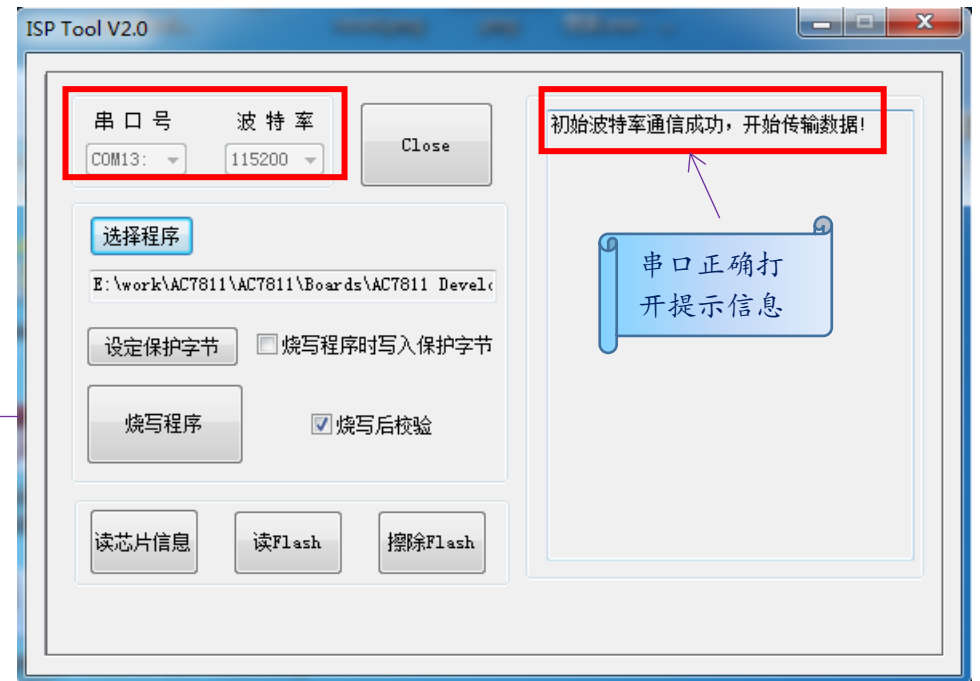 ISP Tool V2.0
串 口 号 波 特 率
COM13: 115200
Close
初始波特率通信成功，开始传输数据!
选择程序
E:\work\AC7811\AC7811\Boards\AC7811 Develo
串口正确打
开提示信息
设定保护字节 烧写程序时写入保护字节
烧写程序 烧写后校验
读芯片信息 读Flash 擦除Flash